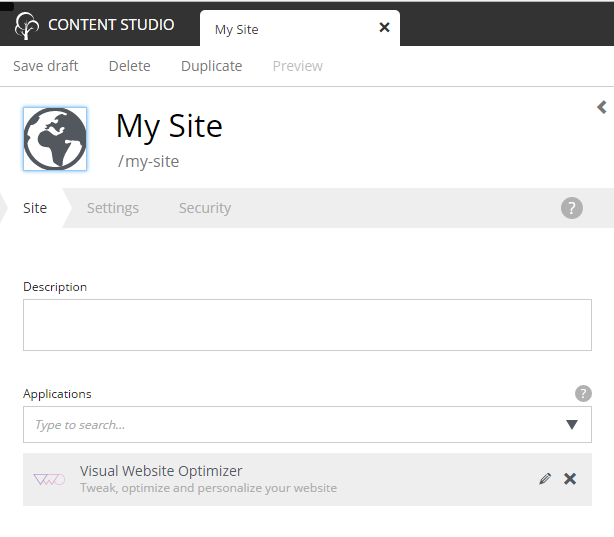 CONTENT STUDIO
My Site
Save draft Delete Duplicate Preview
My Site
/my-site
Site Settings Security ?
Description
Applications ?
Type to search...
Visual Website Optimizer
Tweak, optimize and personalize your website